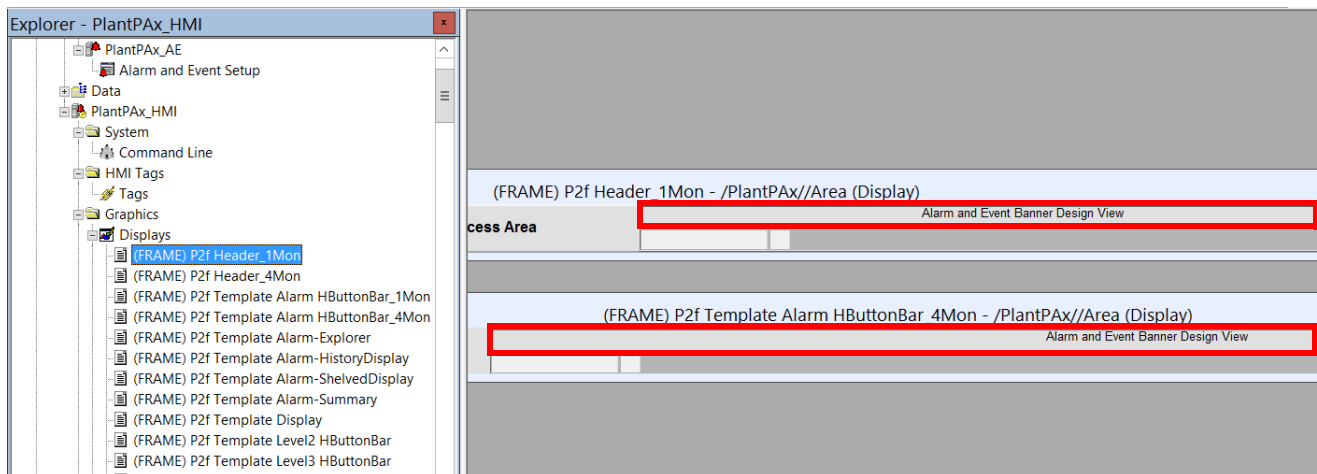 Explorer - PlantPAx_HMI
x
PlantPAx_AE
Alarm and Event Setup
Data
PlantPAx_HMI
System
Command Line
HMI Tags
Tags
Graphics
Displays
(FRAME) P2f Header_1Mon
(FRAME) P2f Header_4Mon
(FRAME) P2f Template Alarm HButtonBar_1Mon
(FRAME) P2f Template Alarm HButtonBar_4Mon
(FRAME) P2f Template Alarm-Explorer
(FRAME) P2f Template Alarm-HistoryDisplay
(FRAME) P2f Template Alarm-ShelvedDisplay
(FRAME) P2f Template Alarm-Summary
(FRAME) P2f Template Display
(FRAME) P2f Template Level2 HButtonBar
(FRAME) P2f Template Level3 HButtonBar
(FRAME) P2f Header_1Mon - /PlantPAx//Area (Display)
Alarm and Event Banner Design View
cess Area
(FRAME) P2f Template Alarm HButtonBar_4Mon - /PlantPAx//Area (Display)
Alarm and Event Banner Design View